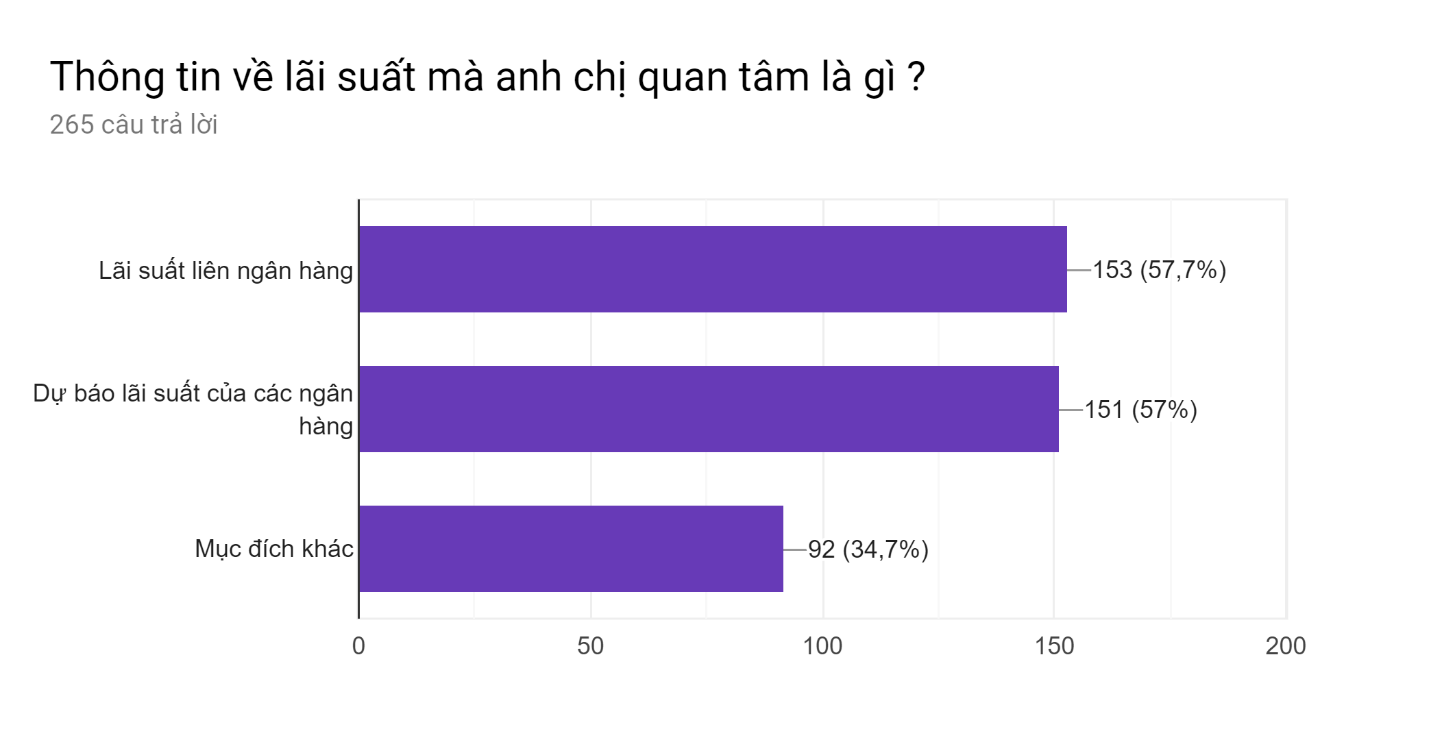 Thông tin về lãi suất mà anh chị quan tâm là gì ?
265 câu trả lời
Lãi suất liên ngân hàng
153 (57,7%)
Dự báo lãi suất của các ngân
hàng
151 (57%)
Mục đích khác
92 (34,7%)
0 50 100 150 200